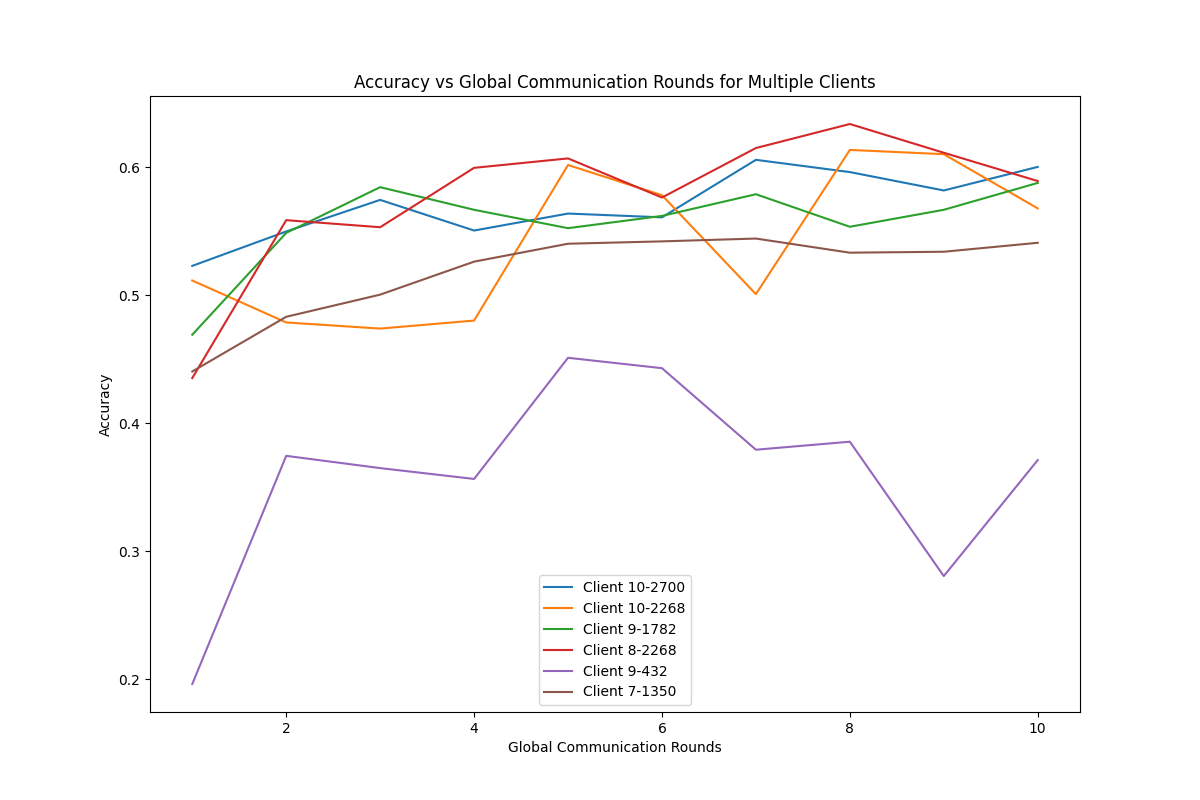 Accuracy vs Global Communication Rounds for Multiple Clients
Accuracy
0.6
0.5
0.4
0.3
0.2
Client 10-2700
Client 10-2268
Client 9-1782
Client 8-2268
Client 9-432
Client 7-1350
2 4 6 8 10
Global Communication Rounds